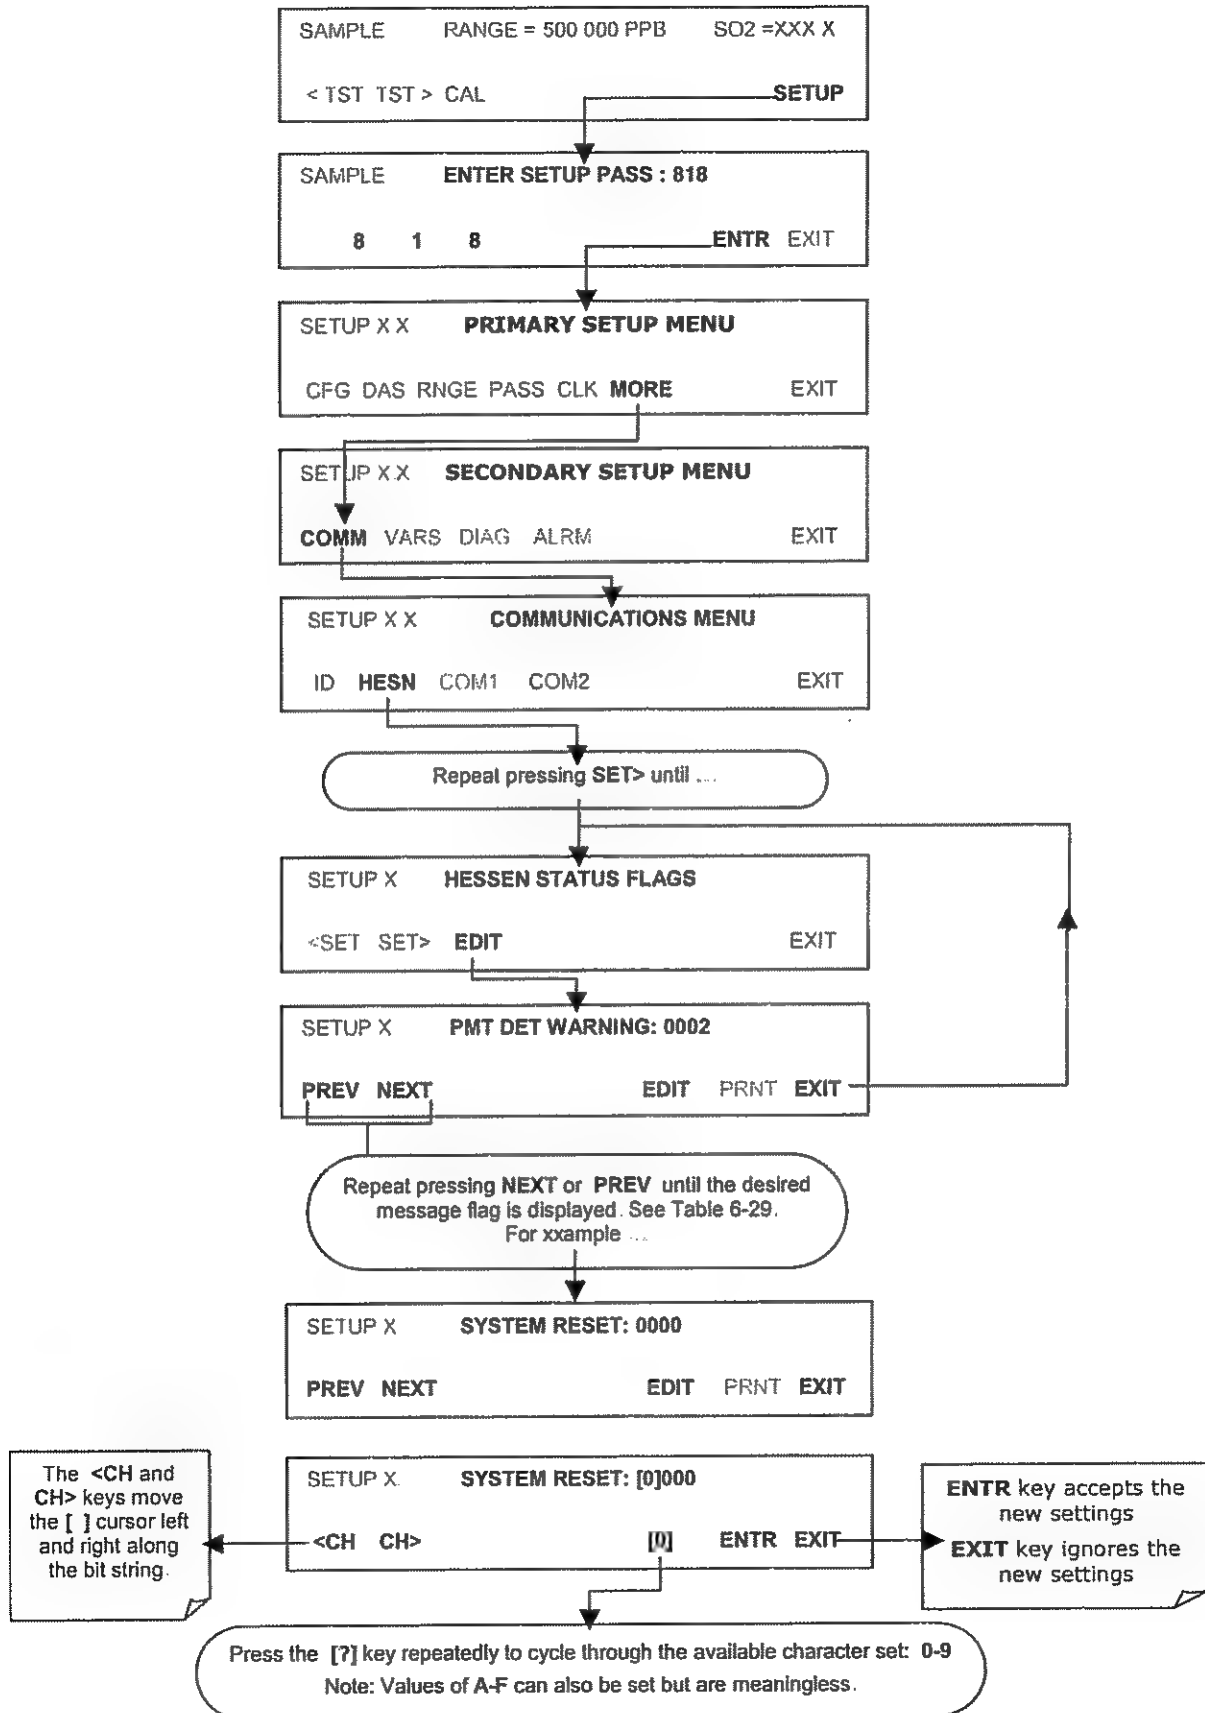 SAMPLE RANGE = 500 000 PPB SO2 =XXX X
< TST TST > CAL SETUP
SAMPLE ENTER SETUP PASS : 818
8 1 8 ENTR EXIT
SETUP X X PRIMARY SETUP MENU
CFG DAS RNGE PASS CLK MORE EXIT
SETUP X.X SECONDARY SETUP MENU
COMM VARS DIAG ALRM EXIT
SETUP X X COMMUNICATIONS MENU
ID HESN COM1 COM2 EXIT
Repeat pressing SET> until ....
SETUP X HESSEN STATUS FLAGS
<SET SET> EDIT EXIT
SETUP X PMT DET WARNING: 0002
PREV NEXT EDIT PRNT EXIT
Repeat pressing NEXT or PREV until the desired
message flag is displayed. See Table 6-29.
For xxample ...
SETUP X SYSTEM RESET: 0000
PREV NEXT EDIT PRNT EXIT
The <CH and
CH> keys move
the [ ] cursor left
and right along
the bit string.
SETUP X. SYSTEM RESET: [0]000
<CH CH> [0] ENTR EXIT
ENTR key accepts the
new settings
EXIT key ignores the
new settings
Press the [?] key repeatedly to cycle through the available character set: 0-9
Note: Values of A-F can also be set but are meaningless.